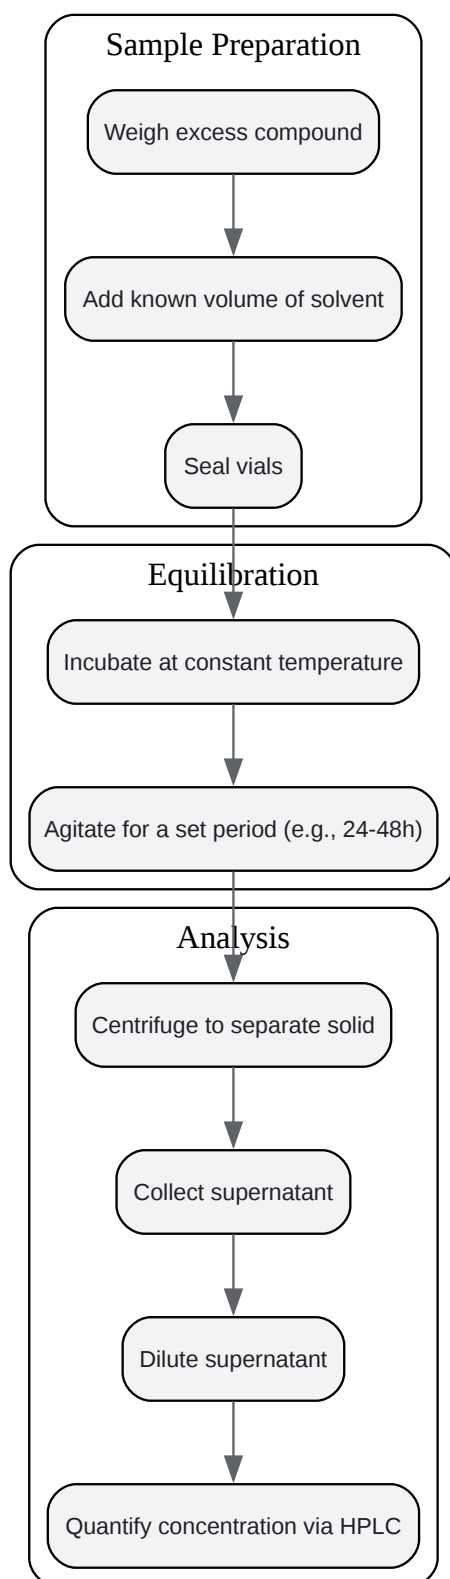 Sample Preparation
Weigh excess compound
Add known volume of solvent
Seal vials
Equilibration
Incubate at constant temperature
Agitate for a set period (e.g., 24-48h)
Analysis
Centrifuge to separate solid
Collect supernatant
Dilute supernatant
Quantify concentration via HPLC